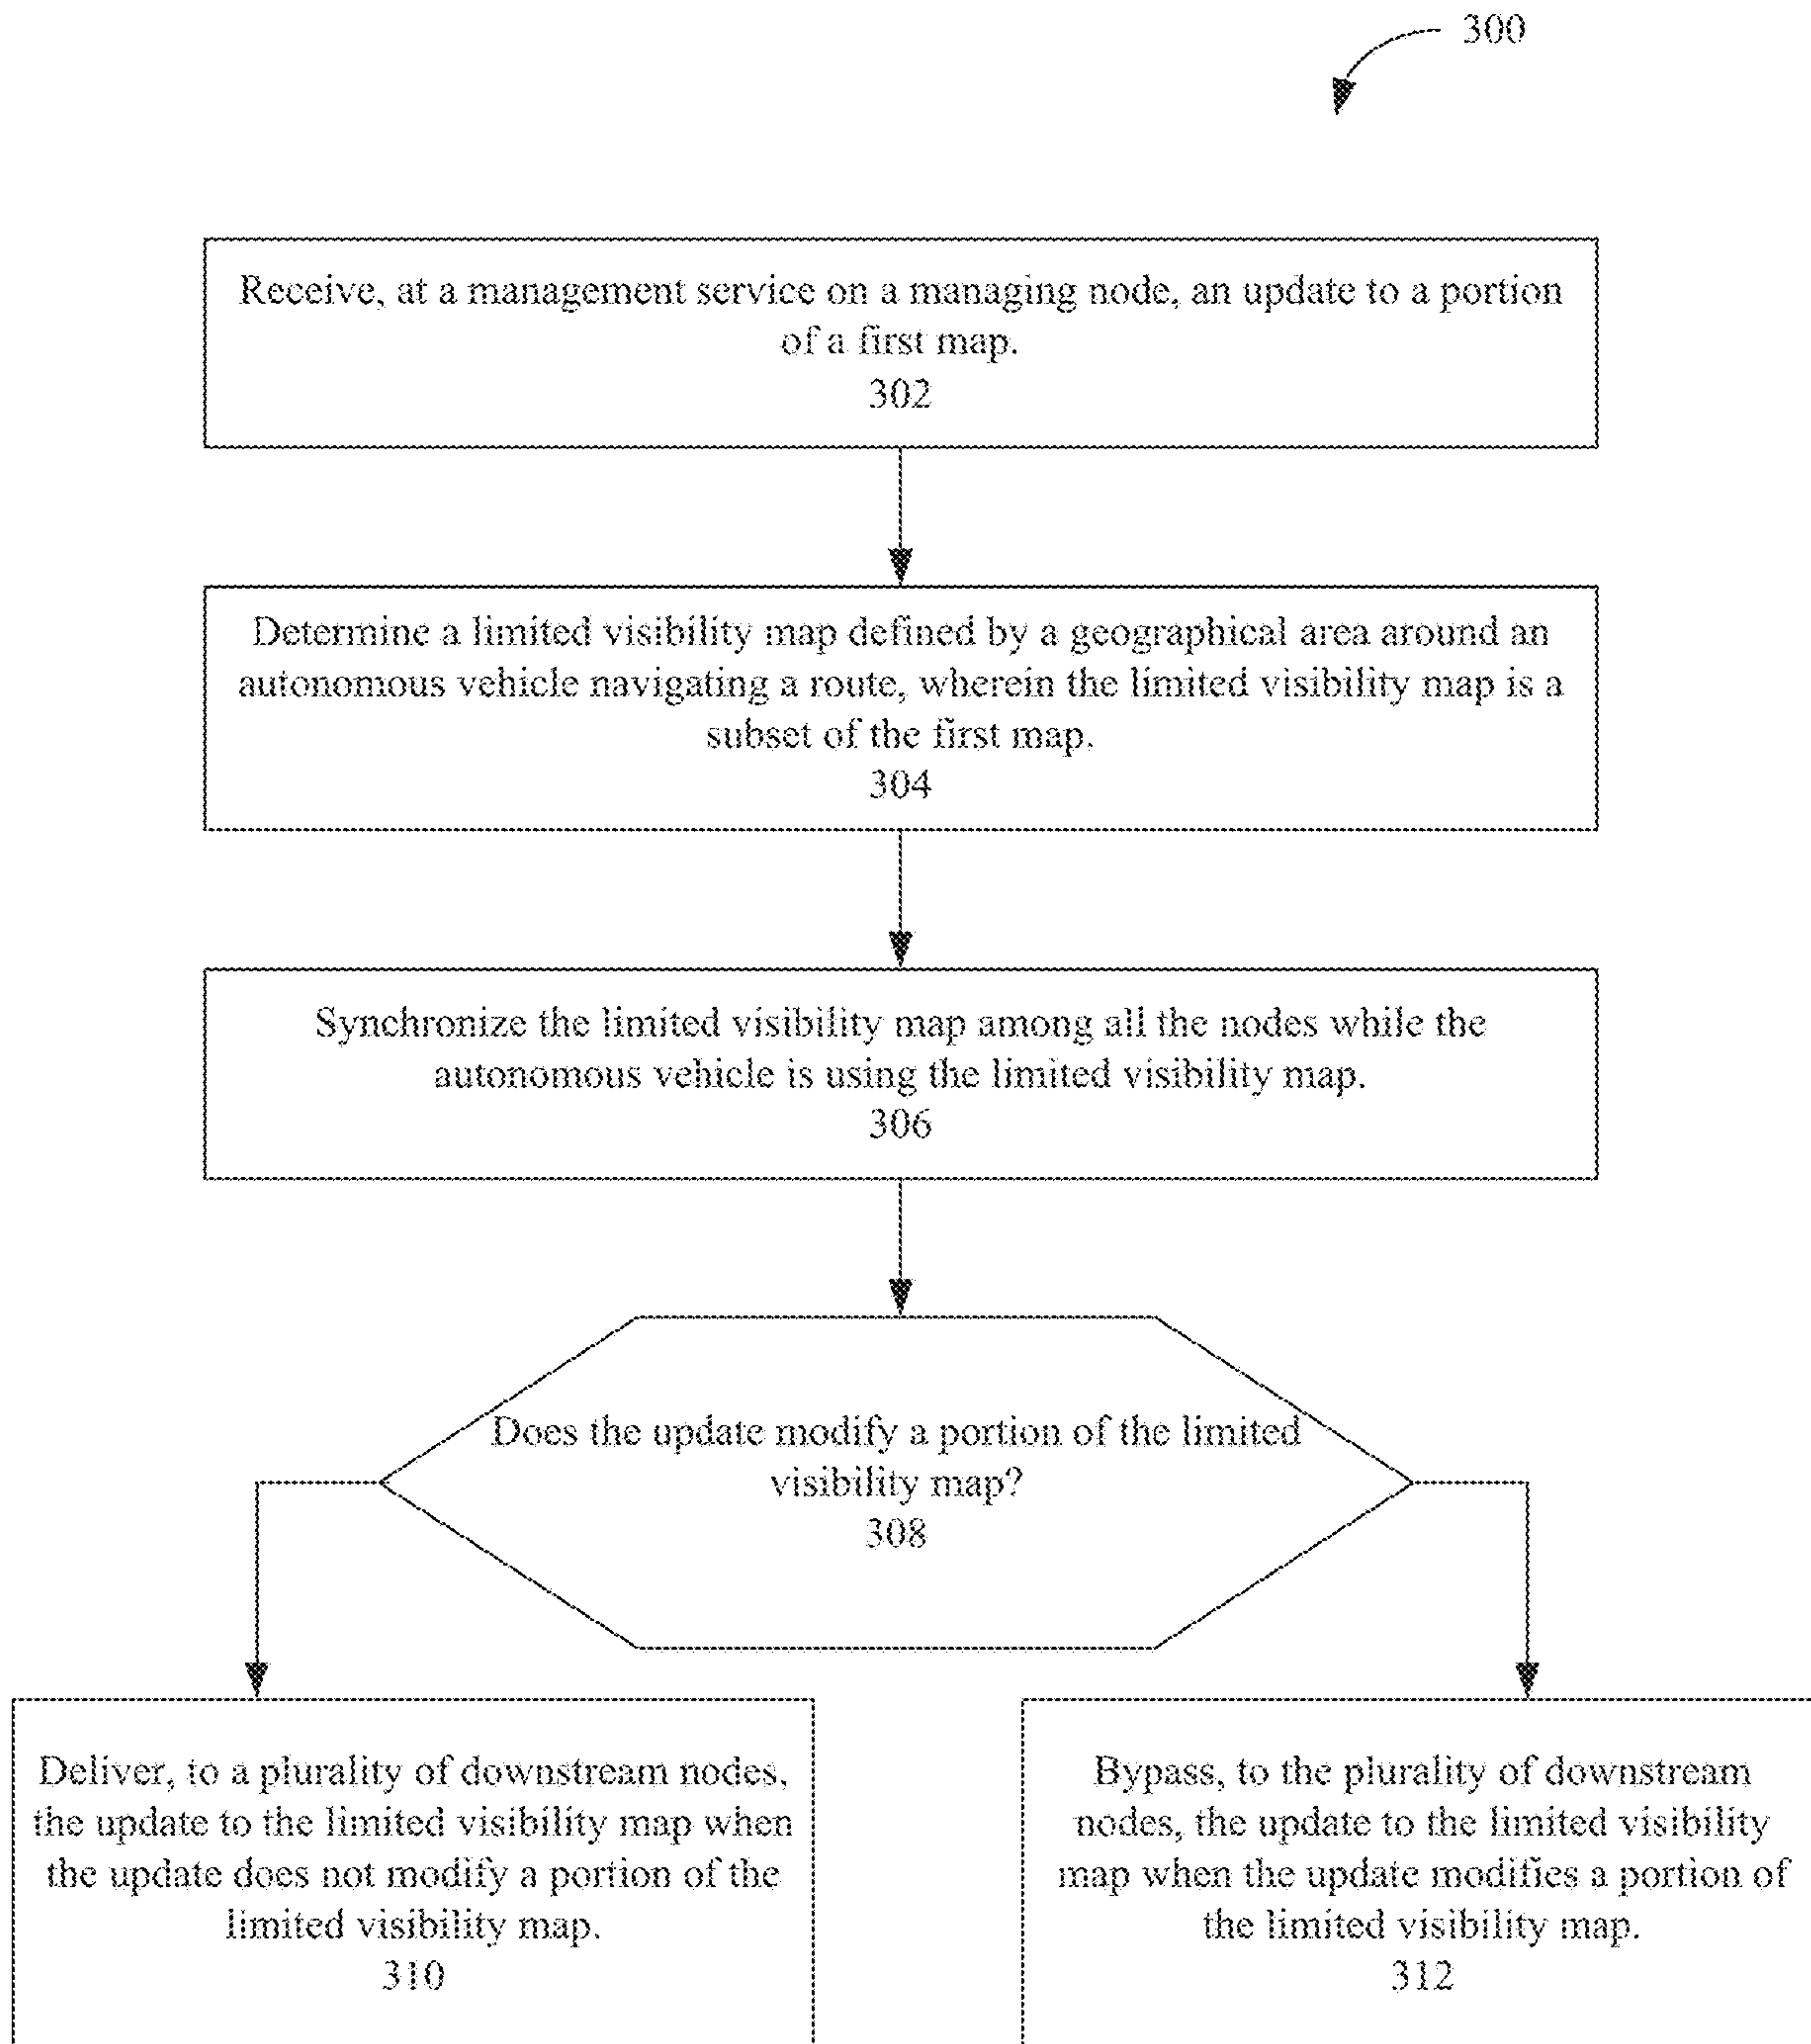 300
Receive, at a management service on a managing node, an update to a portion
of a first map.
302
Determine a limited visibility map defined by a geographical area around an
autonomous vehicle navigating a route, wherein the limited visibility map is a
subset of the first map.
304
Synchronize the limited visibility map among all the nodes while the
autonomous vehicle is using the limited visibility map.
306
Does the update modify a portion of the limited
visibility map?
308
Deliver, to a plurality of downstream nodes,
the update to the limited visibility map when
the update does not modify a portion of the
limited visibility map.
310
Bypass, to the plurality of downstream
nodes, the update to the limited visibility
map when the update modifies a portion of
the limited visibility map.
312